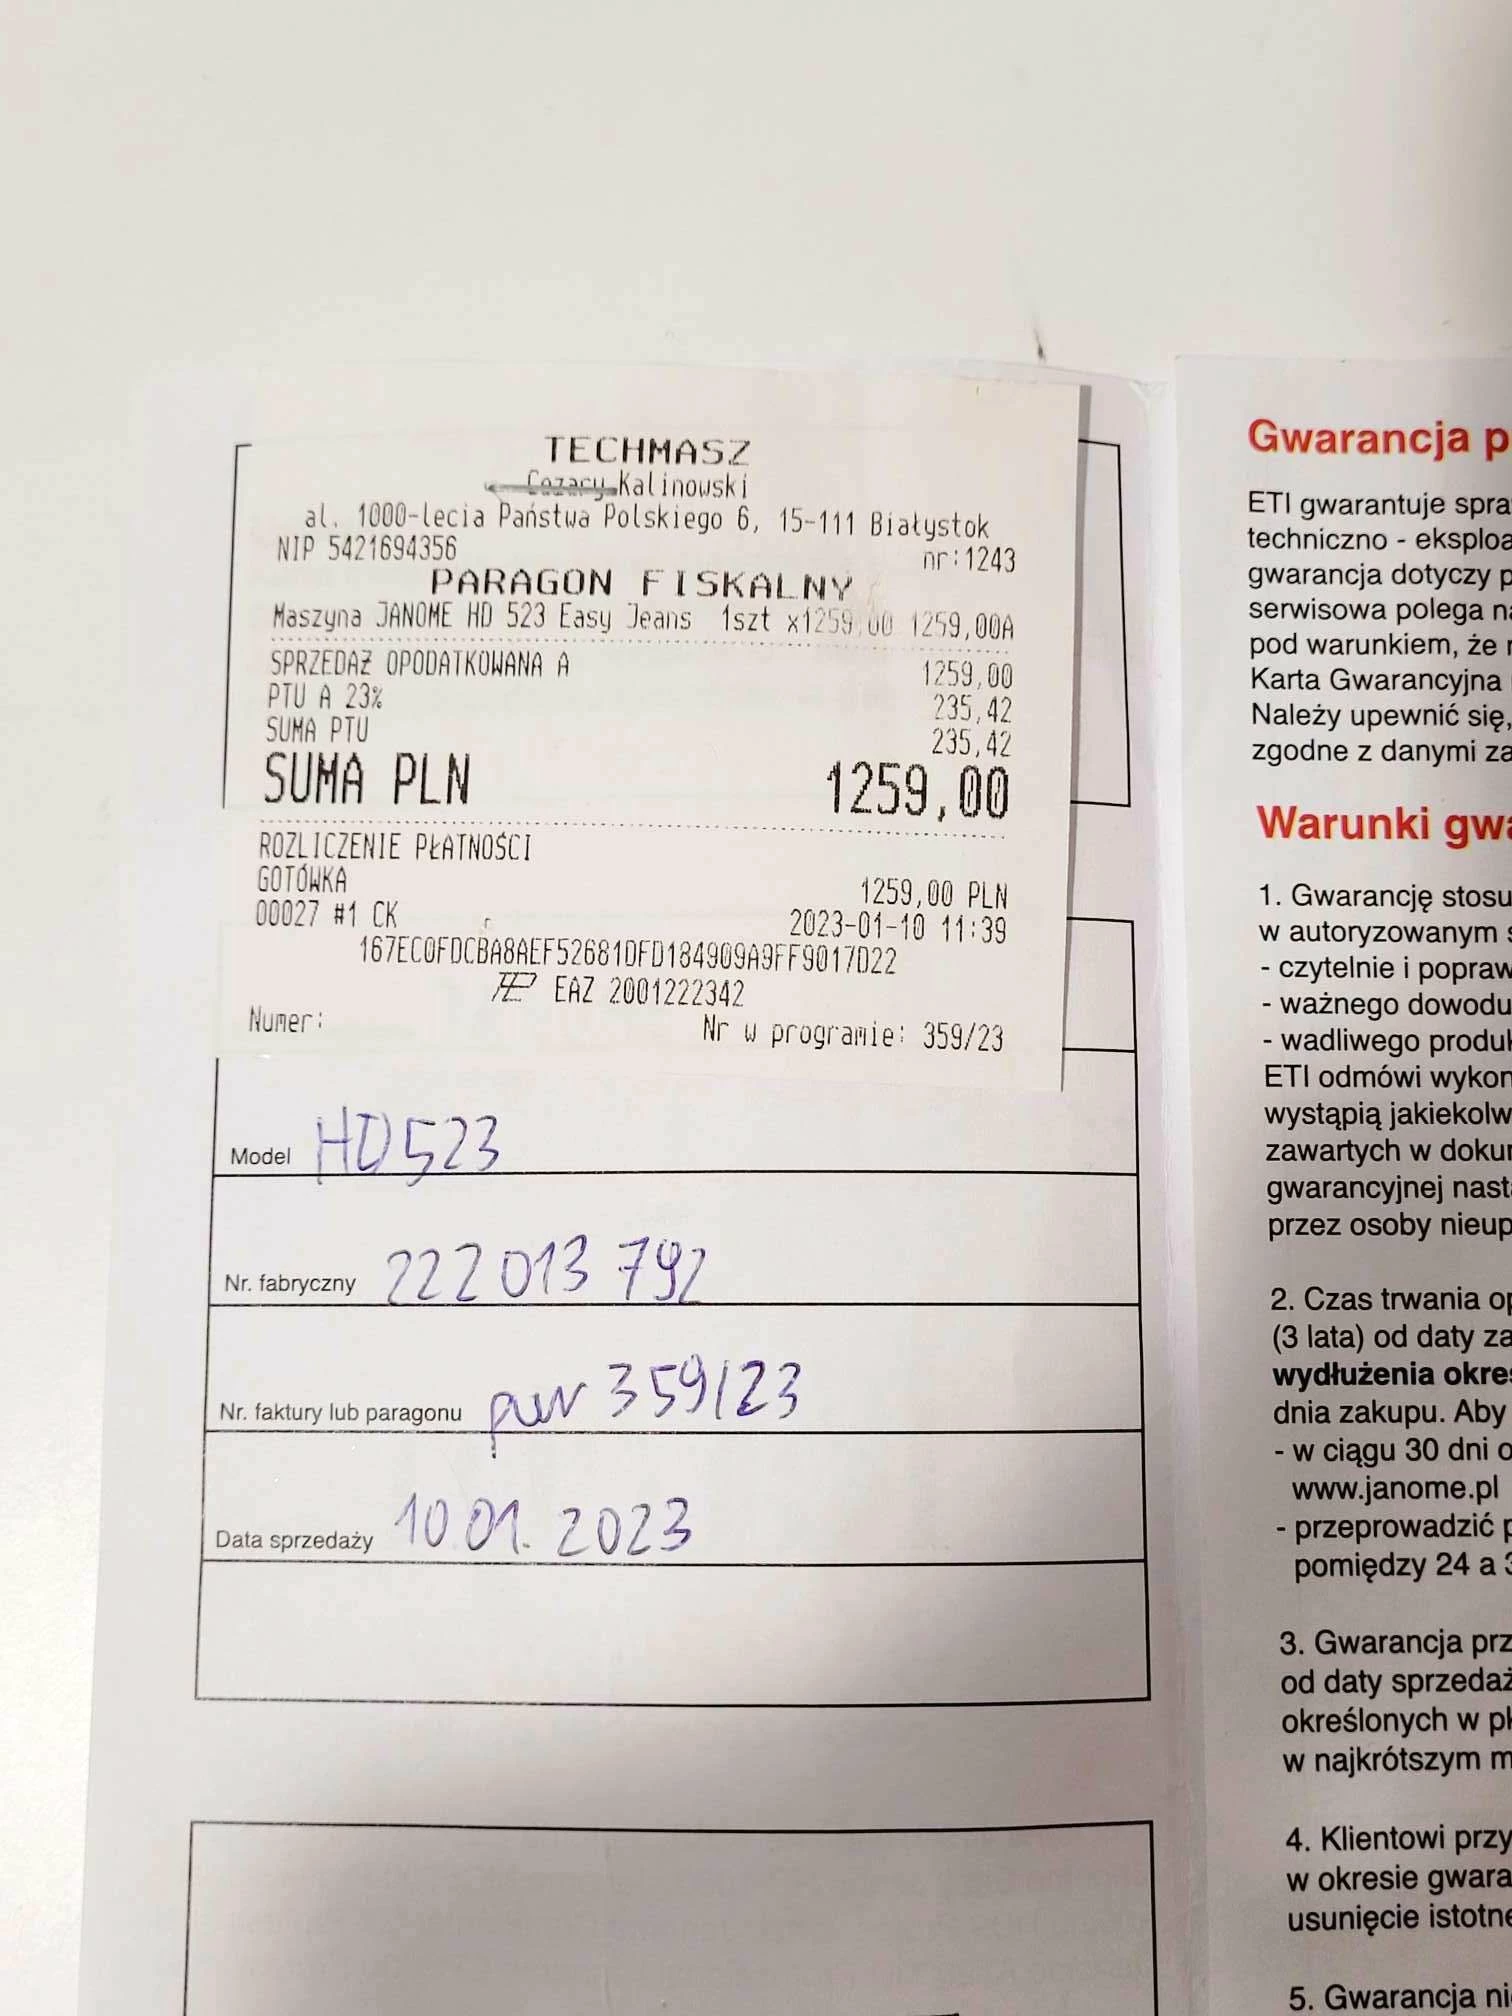 TECHMASZ
Cezary Kalinowski
al. 1000-lecia Państwa Polskiego 6, 15-111 Białystok
NIP 5421694356 nr:1243
PARAGON FISKALNY
Maszyna JANOME HD 523 Easy Jeans 1szt x1259,00 1259,00A
SPRZEDAŻ OPODATKOWANA A 1259,00
PTU A 23% 235,42
SUMA PTU 235,42
SUMA PLN 1259,00
ROZLICZENIE PŁATNOŚCI
GOTÓWKA 1259,00 PLN
00027 #1 CK 2023-01-10 11:39
167EC0FDCBA8AEF52681DFD184909A9FF9017D22
EAZ 2001222342
Numer: Nr w programie: 359/23
Model HD523
Nr. fabryczny 222013792
Nr. faktury lub paragonu par 359/23
Data sprzedaży 10.01.2023
Gwarancja p
ETI gwarantuje spra
techniczno - eksploa
gwarancja dotyczy p
serwisowa polega na
pod warunkiem, że
Karta Gwarancyjna
Należy upewnić się,
zgodne z danymi za
Warunki gwa
1. Gwarancję stosu
w autoryzowanym
- czytelnie i popraw
- ważnego dowodu
- wadliwego produk
ETI odmówi wykon
wystąpią jakiekolw
zawartych w dokum
gwarancyjnej nastą
przez osoby nieup
2. Czas trwania op
(3 lata) od daty za
wydłużenia okres
dnia zakupu. Aby
- w ciągu 30 dni o
www.janome.pl
- przeprowadzić p
pomiędzy 24 a 3
3. Gwarancja prz
od daty sprzedaż
określonych w pk
w najkrótszym m
4. Klientowi przy
w okresie gwara
usunięcie istotne
5. Gwarancja ni